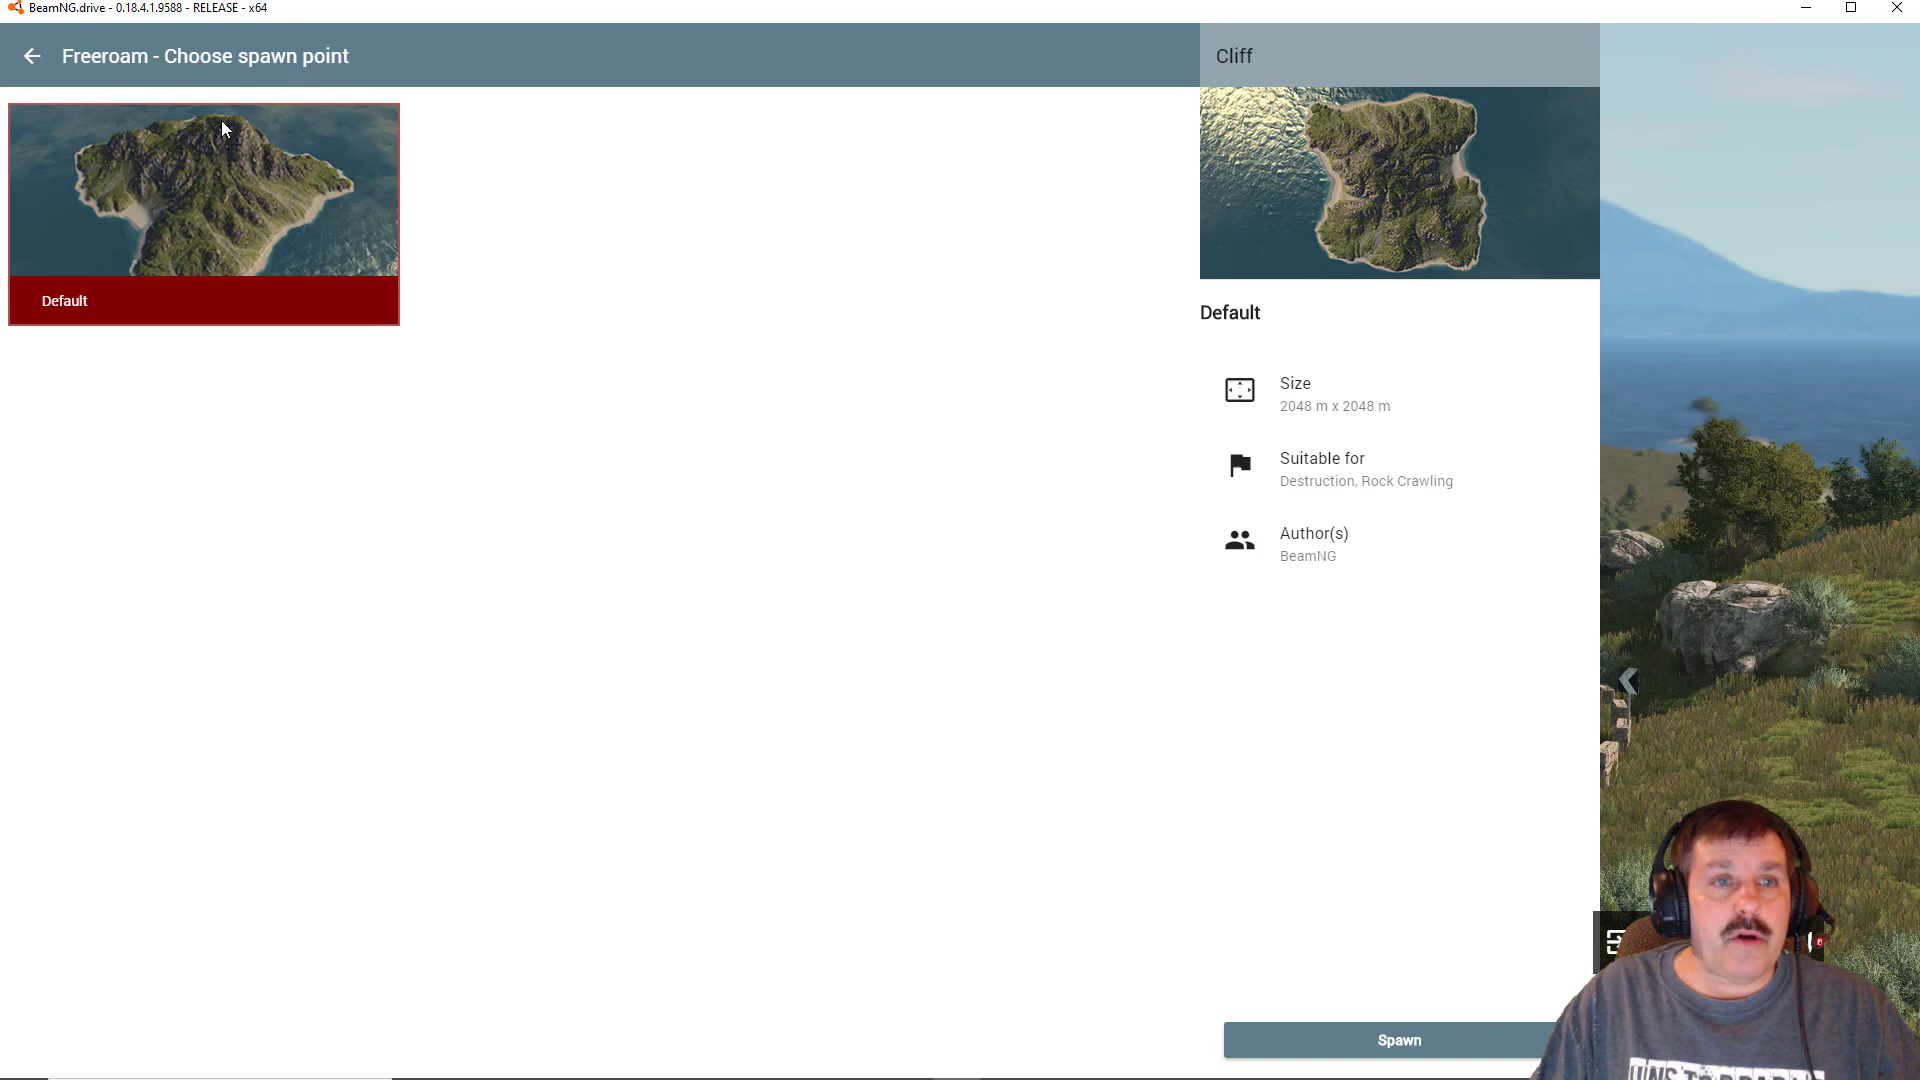 BeamNG.drive - 0.18.4.1.9588 - RELEASE - x64
Freeroam - Choose spawn point
Cliff
Default
Default
Size
2048 m x 2048 m
Suitable for
Destruction, Rock Crawling
Author(s)
BeamNG
Spawn